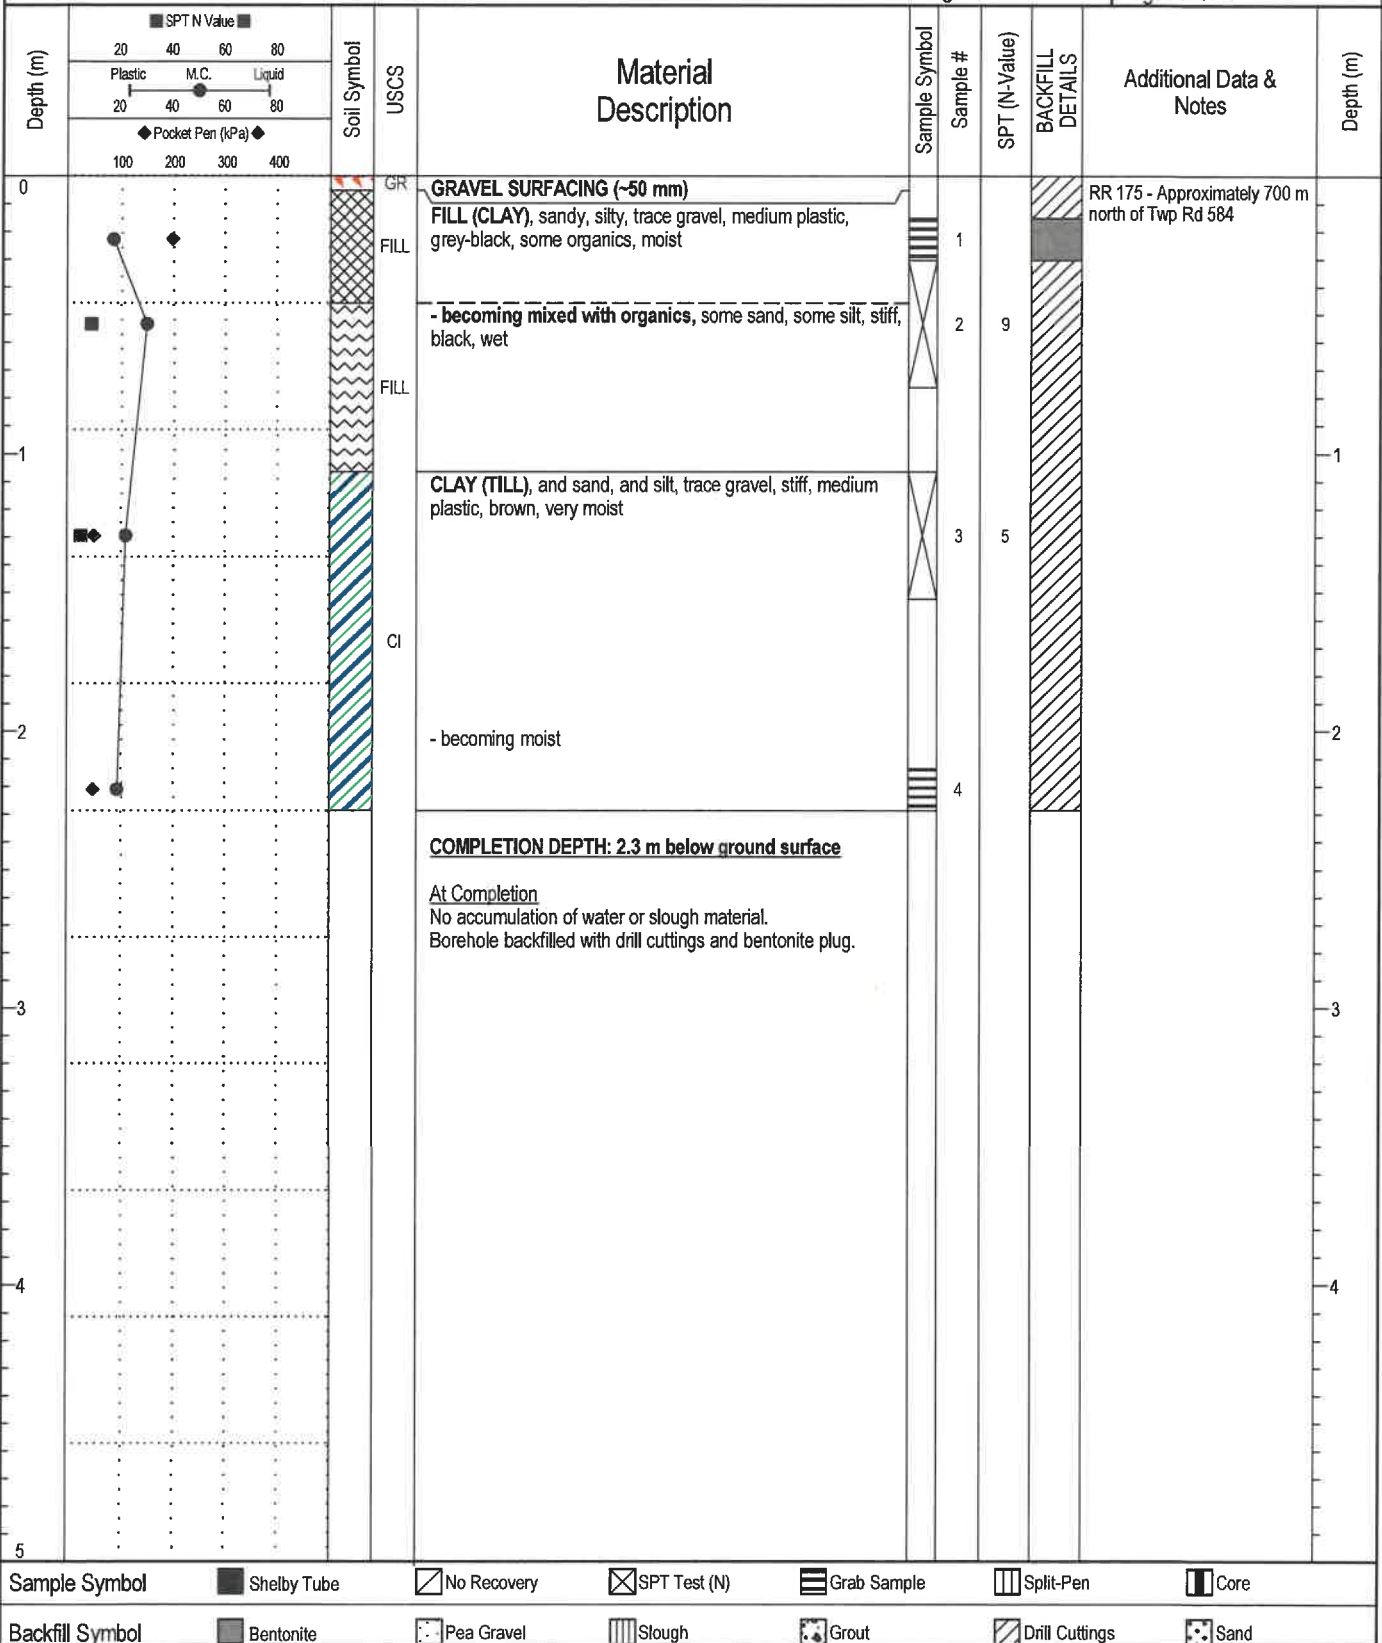 SPT N Value
20 40 60 80
Plastic M.C. Liquid
20 40 60 80
Pocket Pen (kPa)
100 200 300 400
Depth (m)
Soil Symbol
USCS
Material
Description
Sample Symbol
Sample #
SPT (N-Value)
BACKFILL
DETAILS
Additional Data &
Notes
Depth (m)
0
GR
GRAVEL SURFACING (~50 mm)
RR 175 - Approximately 700 m
north of Twp Rd 584
FILL
FILL (CLAY), sandy, silty, trace gravel, medium plastic,
grey-black, some organics, moist
1
- becoming mixed with organics, some sand, some silt, stiff,
black, wet
2 9
FILL
1 1
CLAY (TILL), and sand, and silt, trace gravel, stiff, medium
plastic, brown, very moist
3 5
CI
2 2
- becoming moist
4
COMPLETION DEPTH: 2.3 m below ground surface
At Completion
No accumulation of water or slough material.
Borehole backfilled with drill cuttings and bentonite plug.
3 3
4 4
5
Sample Symbol Shelby Tube No Recovery SPT Test (N) Grab Sample Split-Pen Core
Backfill Symbol Bentonite Pea Gravel Slough Grout Drill Cuttings Sand